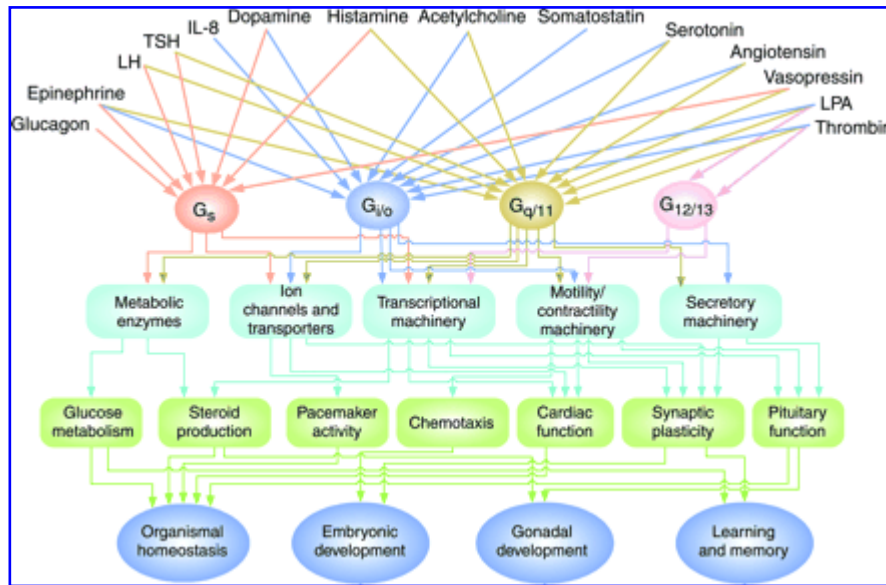 Dopamine
Histamine
Acetylcholine
Somatostatin
IL-8
TSH
Serotonin
LH
Angiotensin
Vasopressin
Epinephrine
LPA
Glucagon
Thrombin
Gs
Gi/o
Gq/11
G12/13
Metabolic
enzymes
Ion
channels and
transporters
Transcriptional
machinery
Motility/
contractility
machinery
Secretory
machinery
Glucose
metabolism
Steroid
production
Pacemaker
activity
Chemotaxis
Cardiac
function
Synaptic
plasticity
Pituitary
function
Organismal
homeostasis
Embryonic
development
Gonadal
development
Learning
and memory